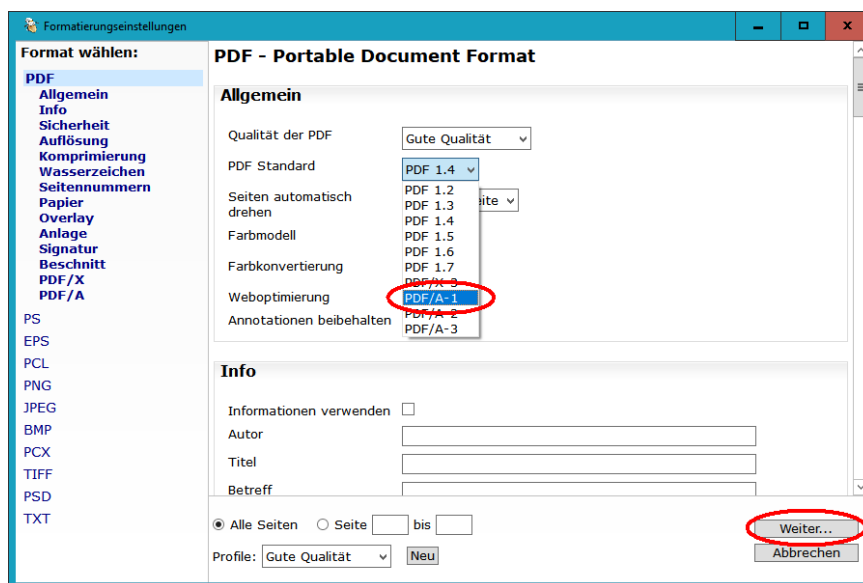 Formatierungseinstellungen
Format wählen:
PDF
Allgemein
Info
Sicherheit
Auflösung
Komprimierung
Wasserzeichen
Seitennummern
Papier
Overlay
Anlage
Signatur
Beschnitt
PDF/X
PDF/A
PS
EPS
PCL
PNG
JPEG
BMP
PCX
TIFF
PSD
TXT
PDF - Portable Document Format
Allgemein
Qualität der PDF Gute Qualität
PDF Standard PDF 1.4
PDF 1.2
PDF 1.3
PDF 1.4
PDF 1.5
PDF 1.6
PDF 1.7
PDF/X-3
PDF/A-1
PDF/A-2
PDF/A-3
Seiten automatisch
drehen
Farbmodell
Farbkonvertierung
Weboptimierung
Annotationen beibehalten
Info
Informationen verwenden
Autor
Titel
Betreff
Alle Seiten Seite bis
Profile: Gute Qualität Neu
Weiter...
Abbrechen